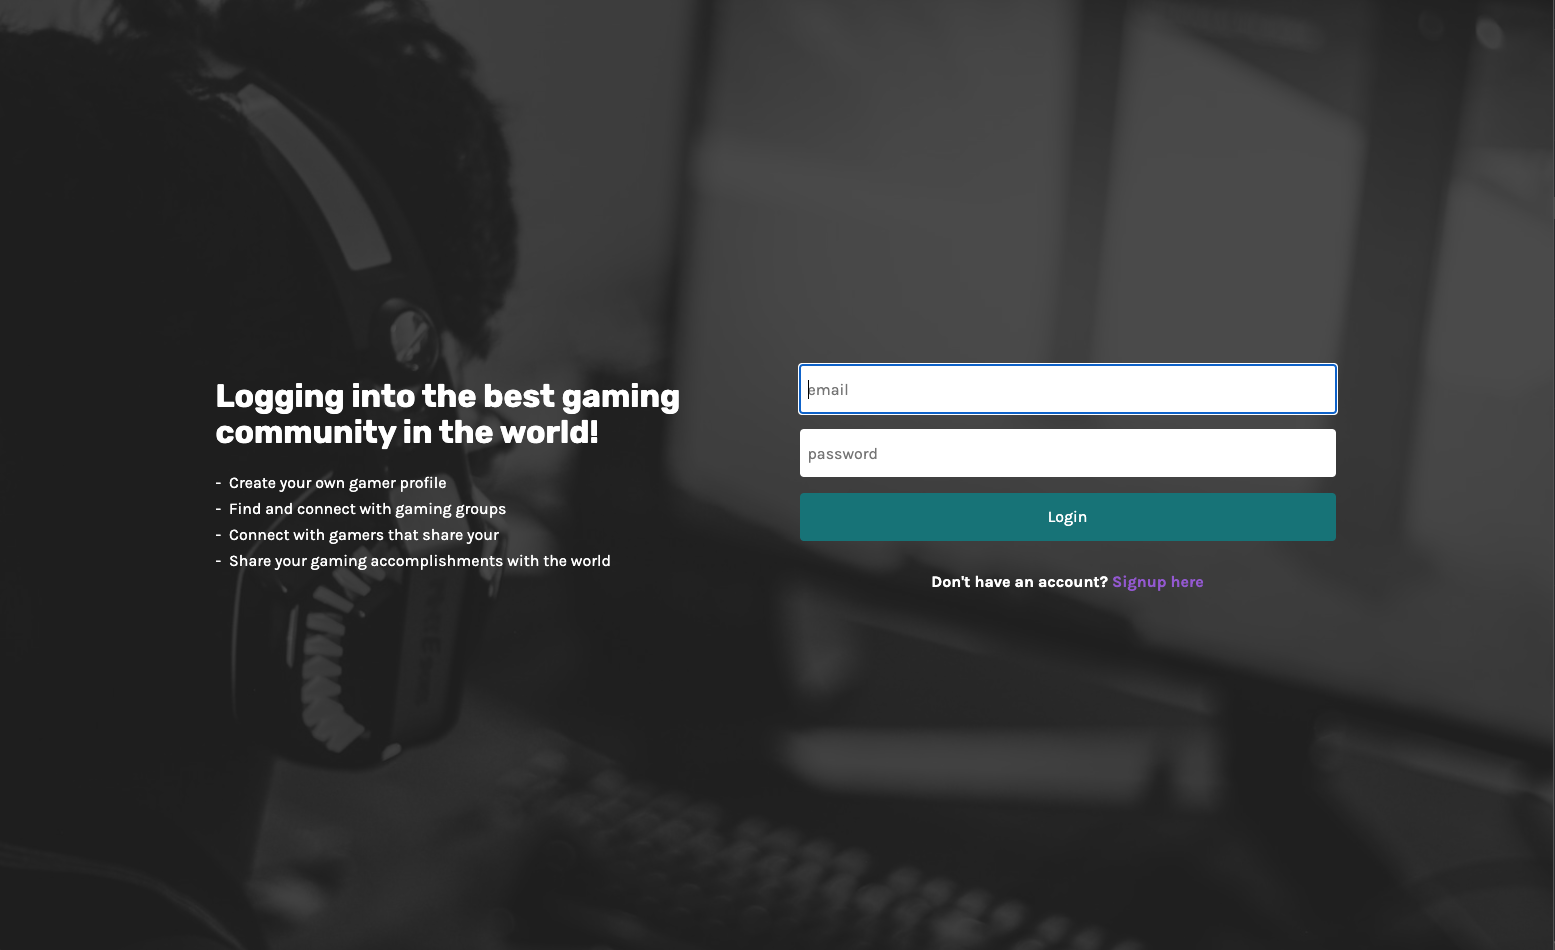 Logging into the best gaming
community in the world!
- Create your own gamer profile
- Find and connect with gaming groups
- Connect with gamers that share your
- Share your gaming accomplishments with the world
email
password
Login
Don't have an account? Signup here